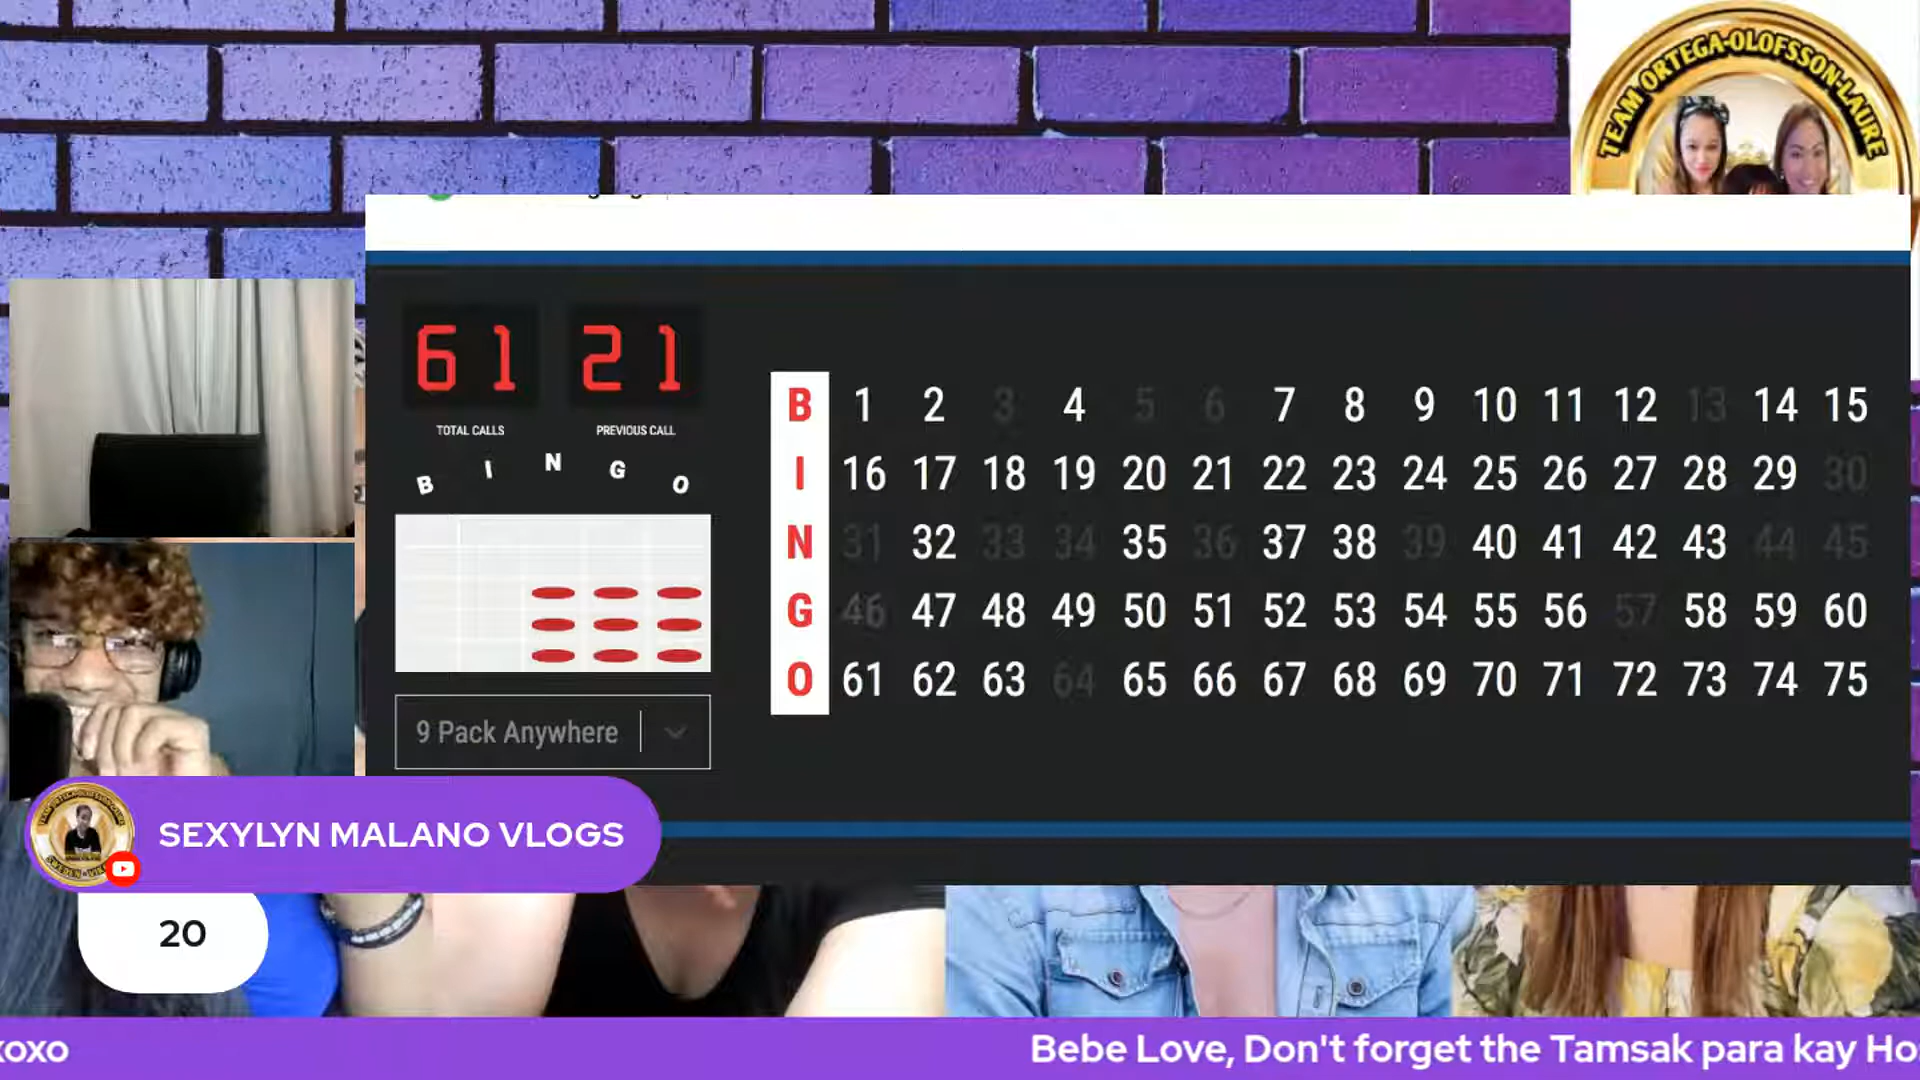 TEAM ORTEGA-OLOFSSON-LAURE
61 21
TOTAL CALLS PREVIOUS CALL
B I N G O
9 Pack Anywhere
B 1 2 3 4 5 6 7 8 9 10 11 12 13 14 15
I 16 17 18 19 20 21 22 23 24 25 26 27 28 29 30
N 31 32 33 34 35 36 37 38 39 40 41 42 43 44 45
G 46 47 48 49 50 51 52 53 54 55 56 57 58 59 60
O 61 62 63 64 65 66 67 68 69 70 71 72 73 74 75
SEXYLYN MALANO VLOGS
20
xoxo Bebe Love, Don't forget the Tamsak para kay Ho